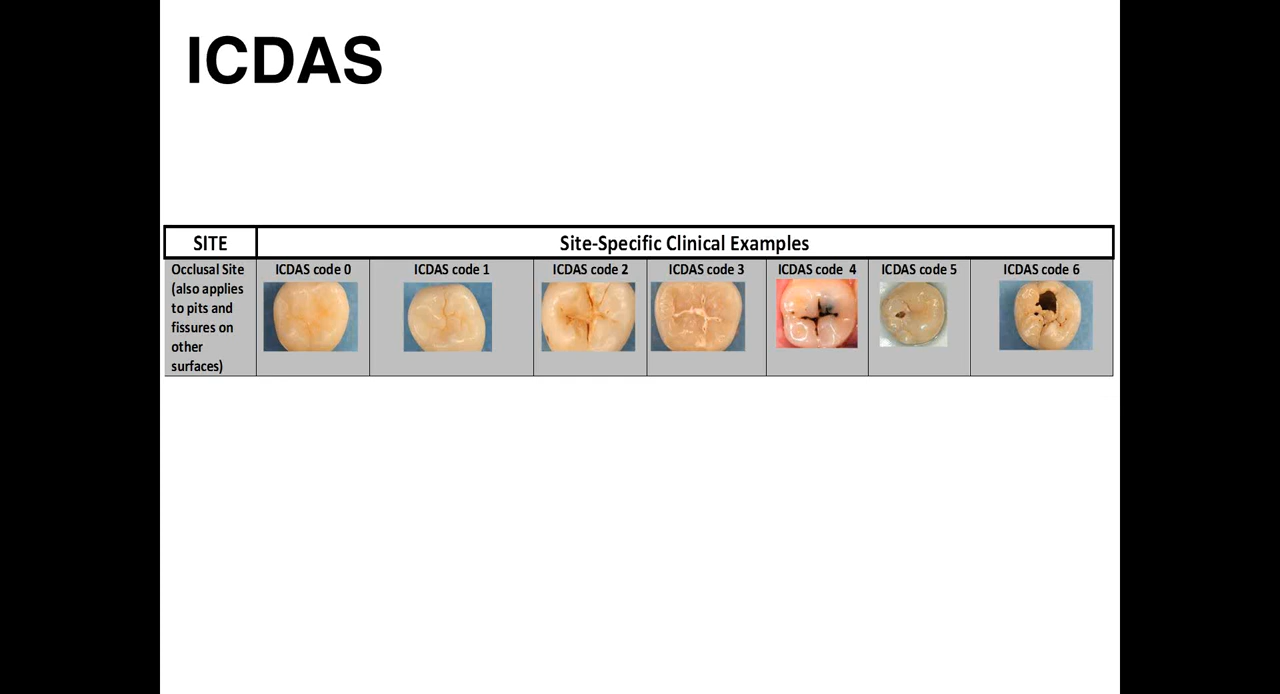 ICDAS
SITE
Site-Specific Clinical Examples
Occlusal Site
(also applies
to pits and
fissures on
other
surfaces)
ICDAS code 0
ICDAS code 1
ICDAS code 2
ICDAS code 3
ICDAS code 4
ICDAS code 5
ICDAS code 6